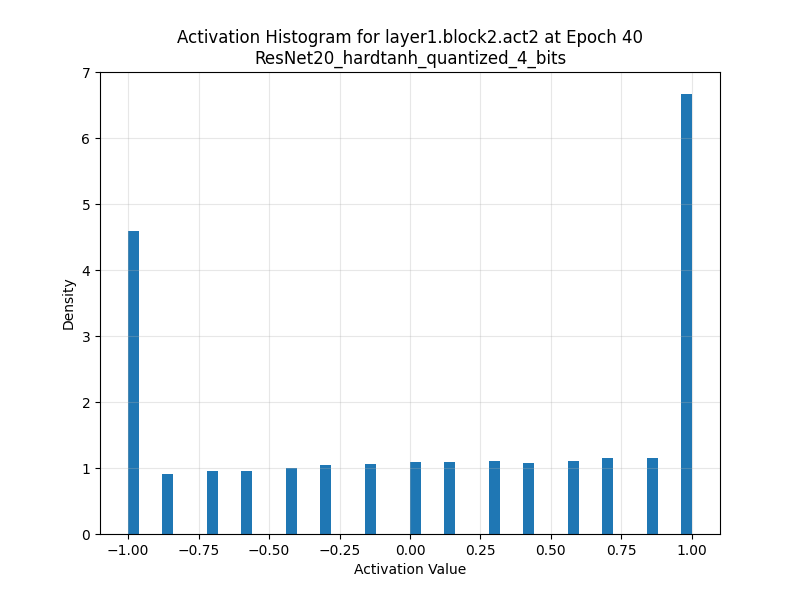 Activation Histogram for layer1.block2.act2 at Epoch 40
ResNet20_hardtanh_quantized_4_bits
7
6
5
4
3
2
1
0
Density
−1.00 −0.75 −0.50 −0.25 0.00 0.25 0.50 0.75 1.00
Activation Value